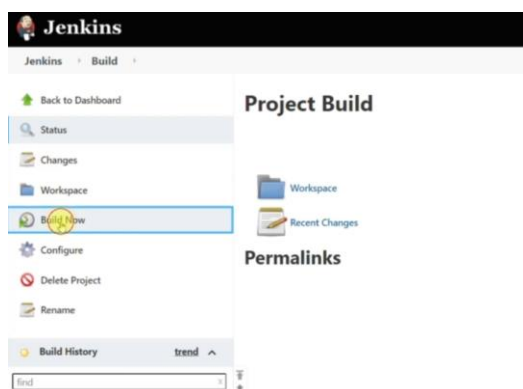 Jenkins
Jenkins Build
Back to Dashboard
Status
Changes
Workspace
Build Now
Configure
Delete Project
Rename
Build History trend
find
Project Build
Workspace
Recent Changes
Permalinks